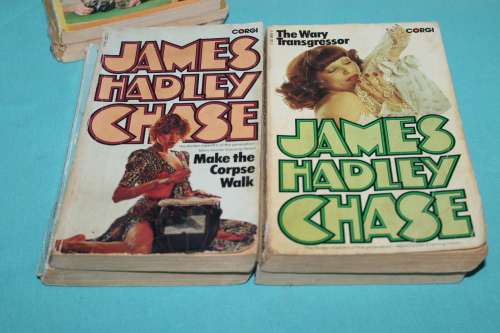 CORGI
JAMES
HADLEY
CHASE
Make the
Corpse
Walk
The Wary
Transgressor
CORGI
JAMES
HADLEY
CHASE